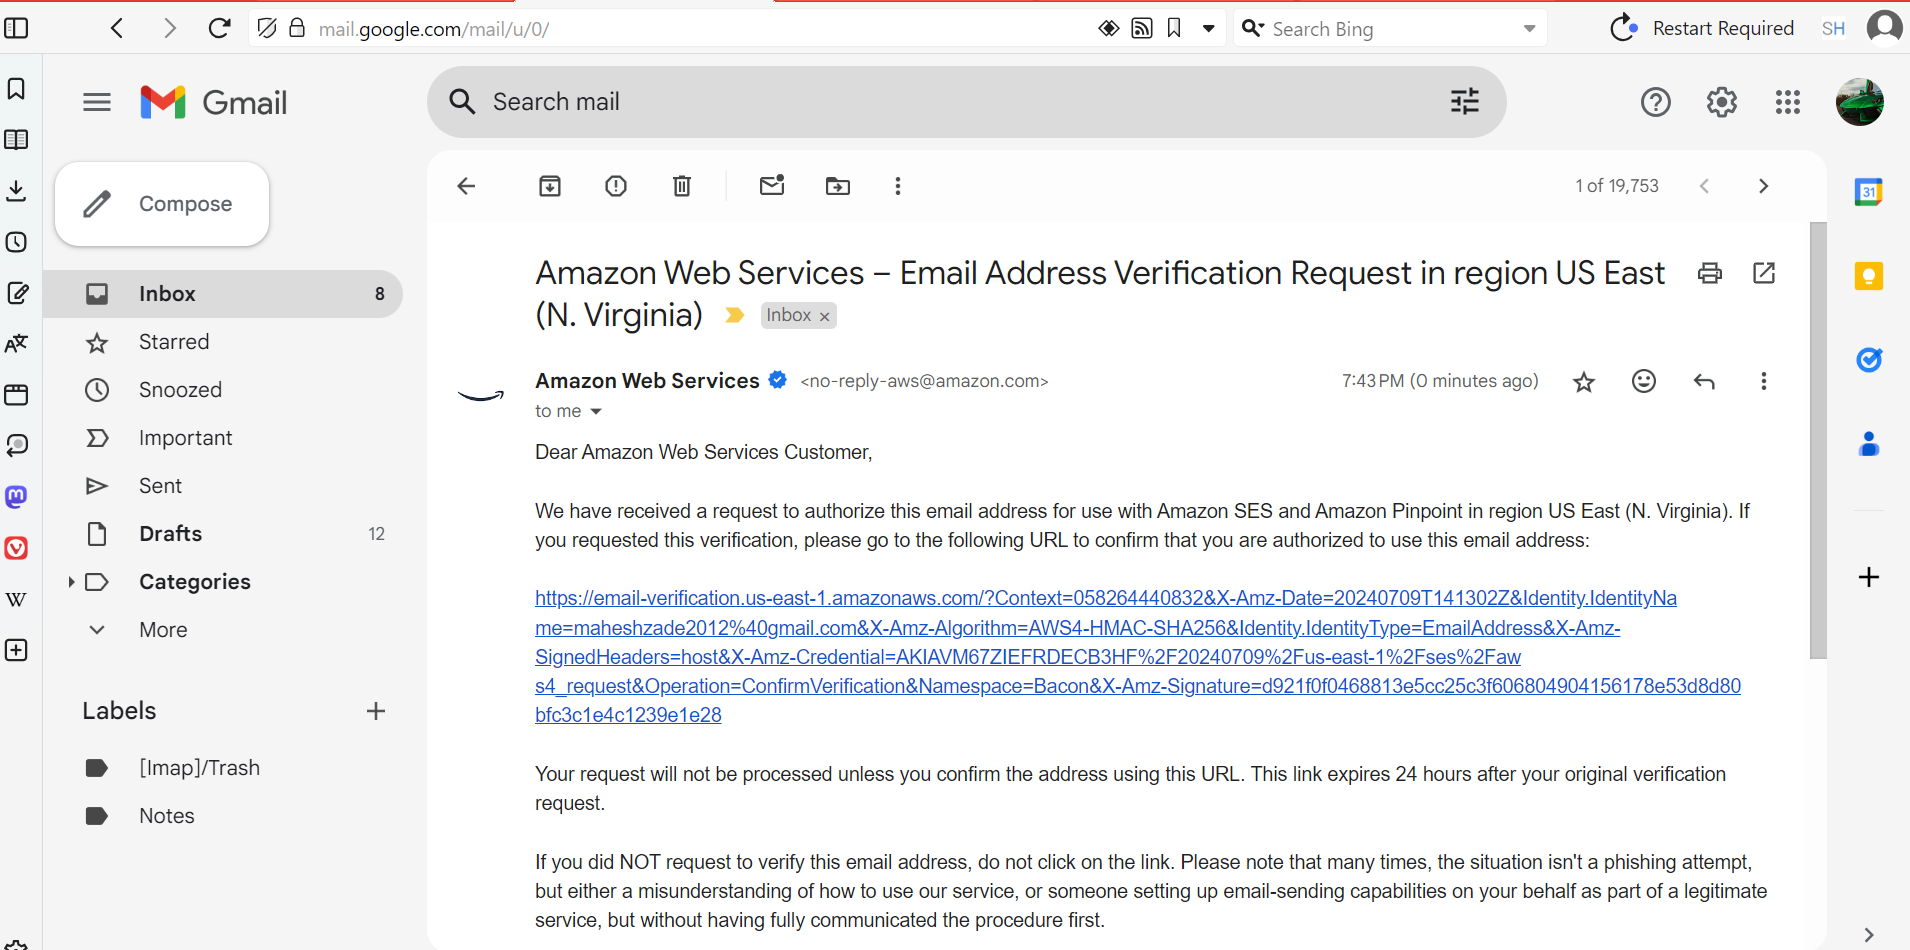 mail.google.com/mail/u/0/
Search Bing
Restart Required
SH
Gmail
Search mail
Compose
1 of 19,753
31
Inbox 8
Starred
Snoozed
Important
Sent
Drafts 12
Categories
More
Labels
[Imap]/Trash
Notes
Amazon Web Services – Email Address Verification Request in region US East
(N. Virginia) Inbox x
Amazon Web Services <no-reply-aws@amazon.com> 7:43 PM (0 minutes ago)
to me
Dear Amazon Web Services Customer,
We have received a request to authorize this email address for use with Amazon SES and Amazon Pinpoint in region US East (N. Virginia). If
you requested this verification, please go to the following URL to confirm that you are authorized to use this email address:
https://email-verification.us-east-1.amazonaws.com/?Context=058264440832&X-Amz-Date=20240709T141302Z&Identity.IdentityNa
me=maheshzade2012%40gmail.com&X-Amz-Algorithm=AWS4-HMAC-SHA256&Identity.IdentityType=EmailAddress&X-Amz-
SignedHeaders=host&X-Amz-Credential=AKIAVM67ZIEFRDECB3HF%2F20240709%2Fus-east-1%2Fses%2Faw
s4_request&Operation=ConfirmVerification&Namespace=Bacon&X-Amz-Signature=d921f0f0468813e5cc25c3f606804904156178e53d8d80
bfc3c1e4c1239e1e28
Your request will not be processed unless you confirm the address using this URL. This link expires 24 hours after your original verification
request.
If you did NOT request to verify this email address, do not click on the link. Please note that many times, the situation isn't a phishing attempt,
but either a misunderstanding of how to use our service, or someone setting up email-sending capabilities on your behalf as part of a legitimate
service, but without having fully communicated the procedure first.